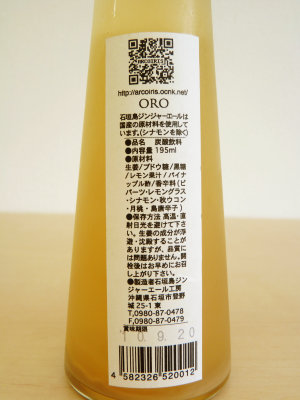 ARCOIRIS
http://arcoiris.ocnk.net/
ORO
石垣島ジンジャーエールは
国産の原材料を使用して
います。(シナモンを除く)
●品名 炭酸飲料
●内容量 195ml
●原材料
生姜/ブドウ糖/黒糖
/レモン果汁/パイナ
ップル酢/香辛料(ピ
パーツ・レモングラス
・シナモン・秋ウコン
・月桃・島唐辛子)
●保存方法 高温・直
射日光を避けて下さ
い。生姜の成分が浮
遊・沈殿することが
ありますが、品質には
問題ありません。開
栓後はお早めにお召
し上がり下さい。
●製造者石垣島ジン
ジャーエール工房
沖縄県石垣市登野
城25-1 東
T,0980-87-0478
F,0980-87-0479
賞味期限
10.9.20
4 582326 520012